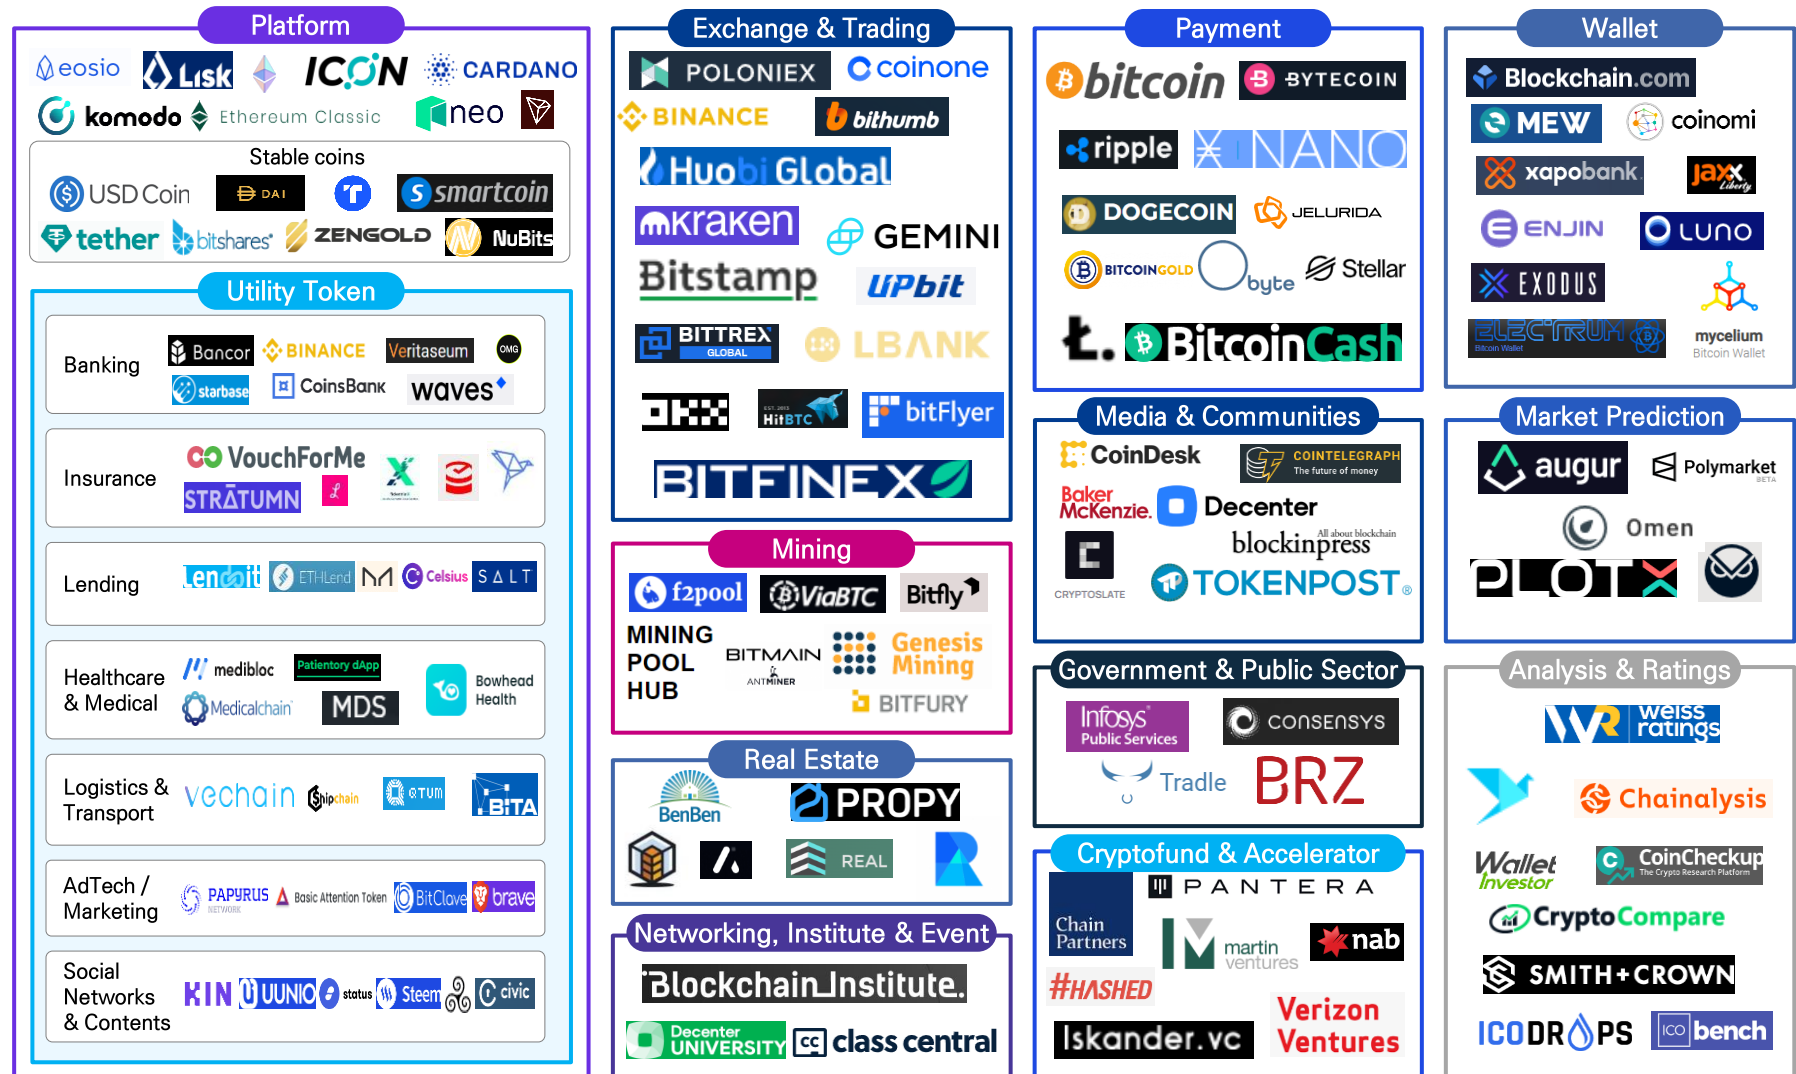 Platform
eosio
LISK
ICON
CARDANO
komodo
Ethereum Classic
neo
Stable coins
USD Coin
DAI
smartcoin
tether
bitshares
ZENGOLD
NuBits
Utility Token
Banking
Bancor
BINANCE
Veritaseum
OMG
starbase
CoinsBank
waves
Insurance
VouchForMe
STRATUMN
Lending
Lendoit
ETHLend
Celsius
SALT
Healthcare
& Medical
medibloc
Patientory dApp
Medicalchain
MDS
Bowhead
Health
Logistics &
Transport
vechain
Shipchain
QTUM
BiTA
AdTech /
Marketing
PAPYRUS
NETWORK
Basic Attention Token
BitClave
brave
Social
Networks
& Contents
KIN
UUNIO
status
Steem
civic
Exchange & Trading
POLONIEX
coinone
BINANCE
bithumb
Huobi Global
mkraken
GEMINI
Bitstamp
UPbit
BITTREX
GLOBAL
LBANK
OKX
EST. 2013
HitBTC
bitFlyer
BITFINEX
Mining
f2pool
ViaBTC
Bitfly
MINING
POOL
HUB
BITMAIN
ANTMINER
Genesis
Mining
BITFURY
Real Estate
BenBen
PROPY
REAL
Networking, Institute & Event
Blockchain_Institute.
Decenter
UNIVERSITY
cc
class central
Payment
bitcoin
BYTECOIN
ripple
NANO
DOGECOIN
JELURIDA
BITCOINGOLD
byte
Stellar
BitcoinCash
Media & Communities
CoinDesk
COINTELEGRAPH
The future of money
Baker
McKenzie.
Decenter
All about blockchain
blockinpress
CRYPTOSLATE
TOKENPOST®
Government & Public Sector
Infosys®
Public Services
CONSENSYS
Tradle
BRZ
Cryptofund & Accelerator
Chain
Partners
PANTERA
martin
ventures
nab
#HASHED
Iskander.vc
Verizon
Ventures
Wallet
Blockchain.com
MEW
coinomi
xapobank
jaxx
Liberty
ENJIN
LUNO
EXODUS
ELECTRUM
Bitcoin Wallet
mycelium
Bitcoin Wallet
Market Prediction
augur
Polymarket
BETA
Omen
PLOTX
Analysis & Ratings
WR
weiss
ratings
Chainalysis
Wallet
Investor
CoinCheckup
The Crypto Research Platform
CryptoCompare
SMITH+CROWN
ICODROPS
ICO
bench